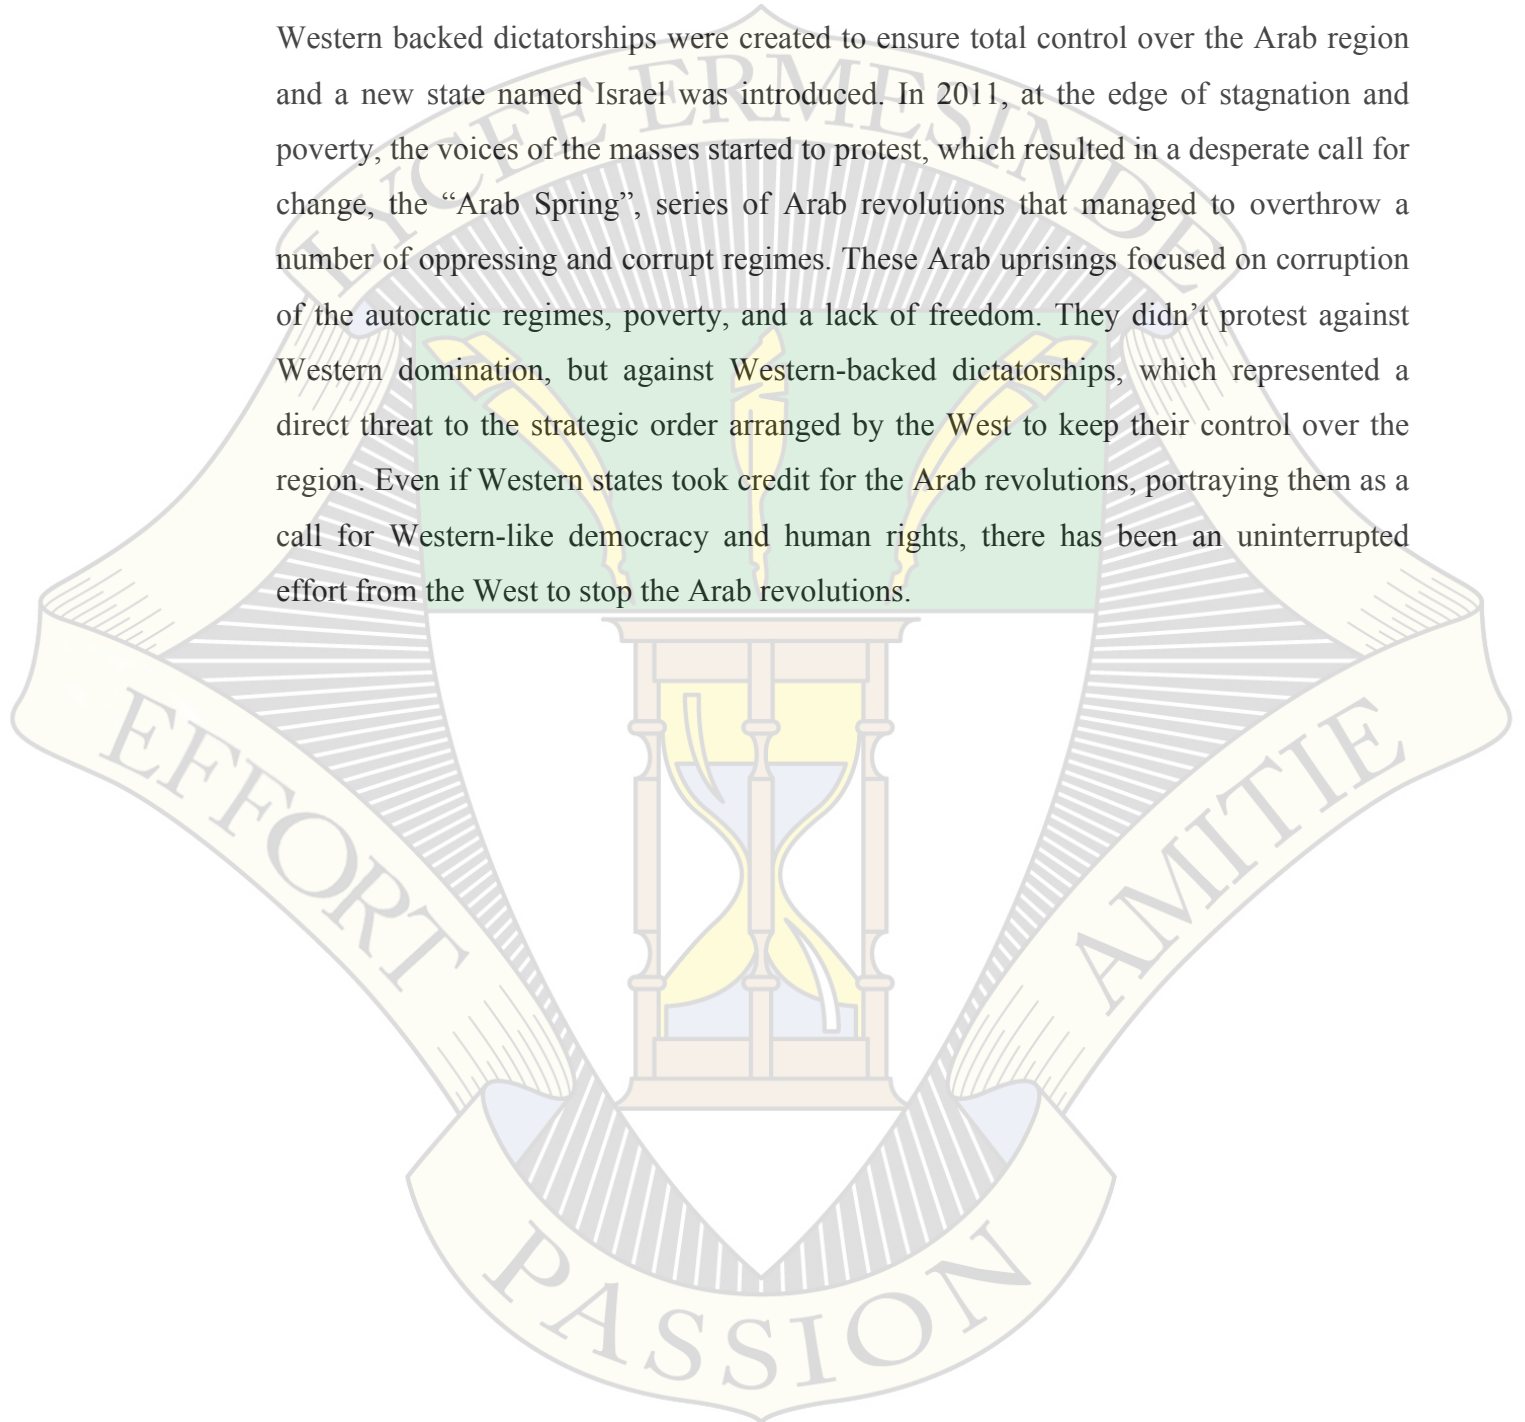 Western backed dictatorships were created to ensure total control over the Arab region
and a new state named Israel was introduced. In 2011, at the edge of stagnation and
poverty, the voices of the masses started to protest, which resulted in a desperate call for
change, the “Arab Spring”, series of Arab revolutions that managed to overthrow a
number of oppressing and corrupt regimes. These Arab uprisings focused on corruption
of the autocratic regimes, poverty, and a lack of freedom. They didn’t protest against
Western domination, but against Western-backed dictatorships, which represented a
direct threat to the strategic order arranged by the West to keep their control over the
region. Even if Western states took credit for the Arab revolutions, portraying them as a
call for Western-like democracy and human rights, there has been an uninterrupted
effort from the West to stop the Arab revolutions.
LYCEE ERMESINDE
EFFORT
AMITIE
PASSION